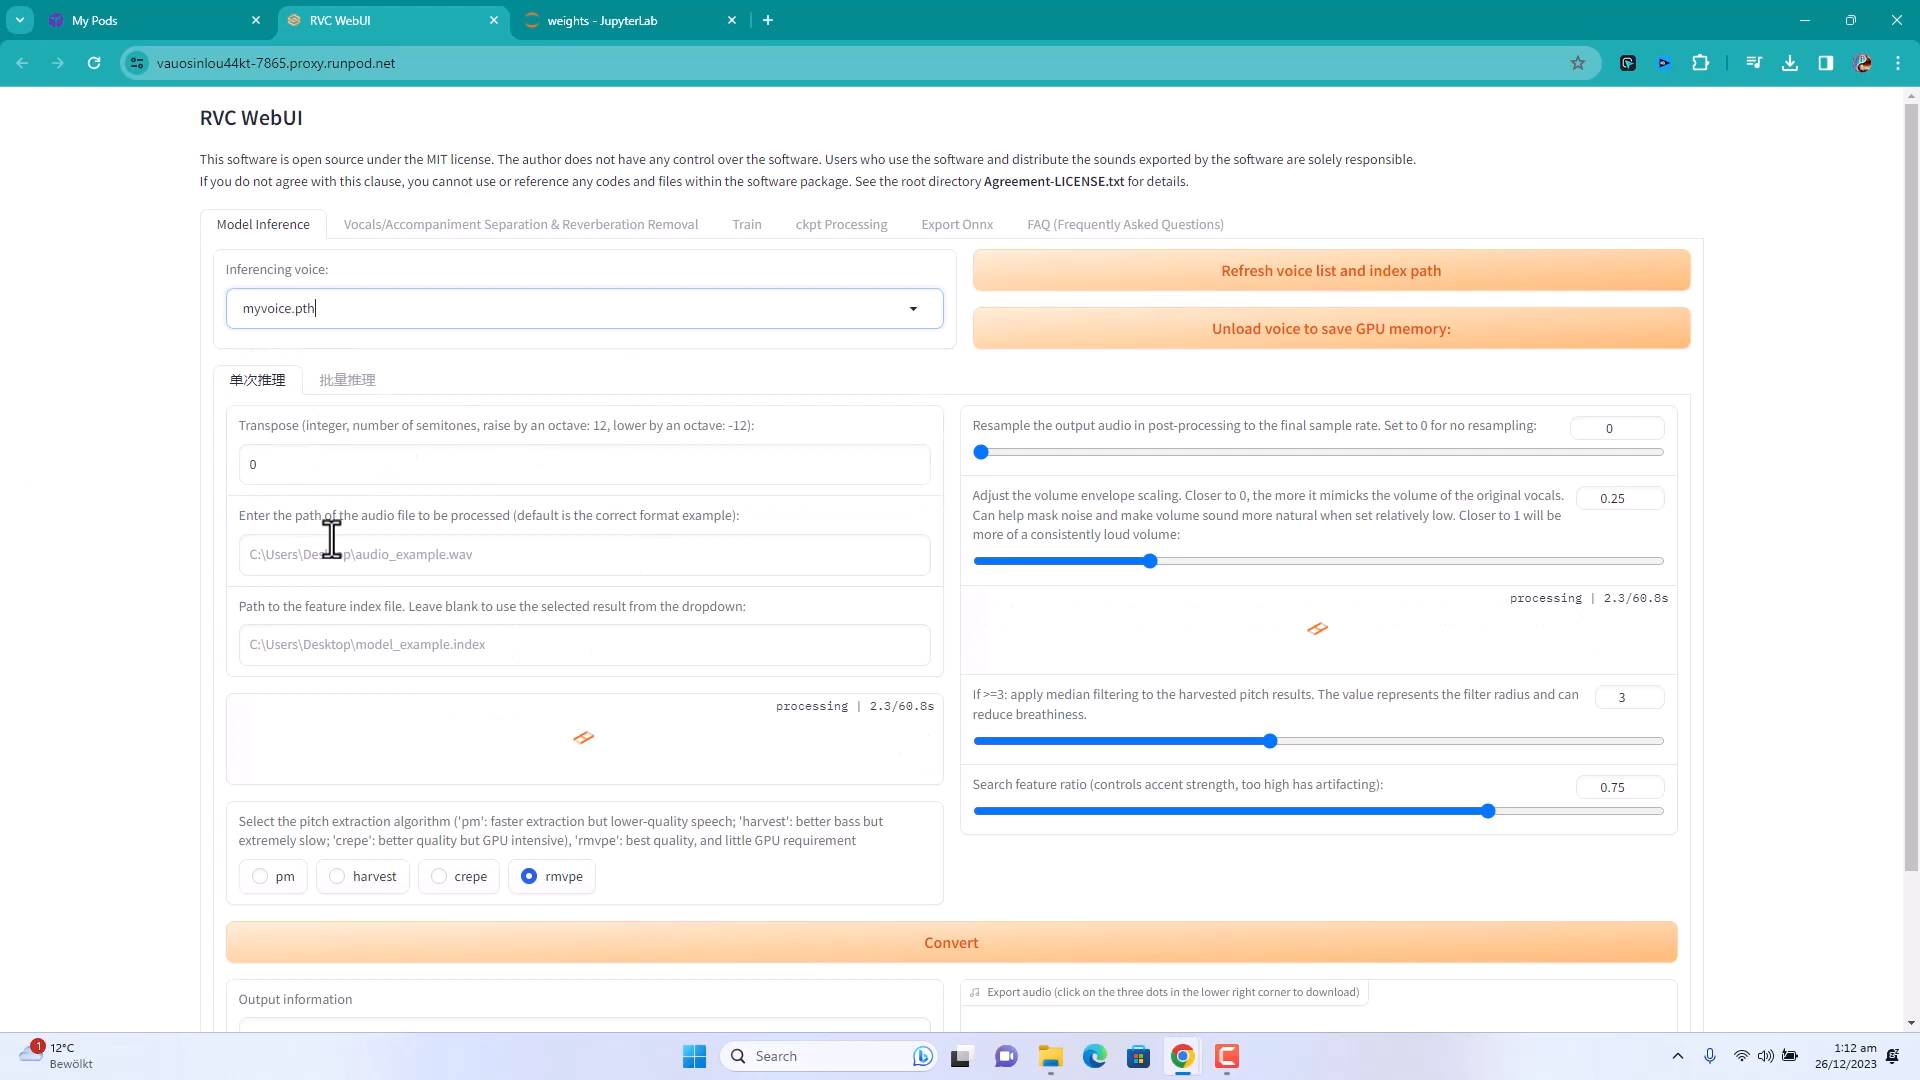 My Pods
RVC WebUI
weights - JupyterLab
vauosinlou44kt-7865.proxy.runpod.net
RVC WebUI
This software is open source under the MIT license. The author does not have any control over the software. Users who use the software and distribute the sounds exported by the software are solely responsible.
If you do not agree with this clause, you cannot use or reference any codes and files within the software package. See the root directory Agreement-LICENSE.txt for details.
Model Inference
Vocals/Accompaniment Separation & Reverberation Removal
Train
ckpt Processing
Export Onnx
FAQ (Frequently Asked Questions)
Inferencing voice:
myvoice.pth
Refresh voice list and index path
Unload voice to save GPU memory:
单次推理
批量推理
Transpose (integer, number of semitones, raise by an octave: 12, lower by an octave: -12):
0
Enter the path of the audio file to be processed (default is the correct format example):
C:\Users\Desktop\audio_example.wav
Path to the feature index file. Leave blank to use the selected result from the dropdown:
C:\Users\Desktop\model_example.index
processing | 2.3/60.8s
Select the pitch extraction algorithm ('pm': faster extraction but lower-quality speech; 'harvest': better bass but
extremely slow; 'crepe': better quality but GPU intensive), 'rmvpe': best quality, and little GPU requirement
pm
harvest
crepe
rmvpe
Resample the output audio in post-processing to the final sample rate. Set to 0 for no resampling:
0
Adjust the volume envelope scaling. Closer to 0, the more it mimicks the volume of the original vocals.
Can help mask noise and make volume sound more natural when set relatively low. Closer to 1 will be
more of a consistently loud volume:
0.25
processing | 2.3/60.8s
If >=3: apply median filtering to the harvested pitch results. The value represents the filter radius and can
reduce breathiness.
3
Search feature ratio (controls accent strength, too high has artifacting):
0.75
Convert
Output information
Export audio (click on the three dots in the lower right corner to download)
1
12°C
Bewölkt
Search
1:12 am
26/12/2023